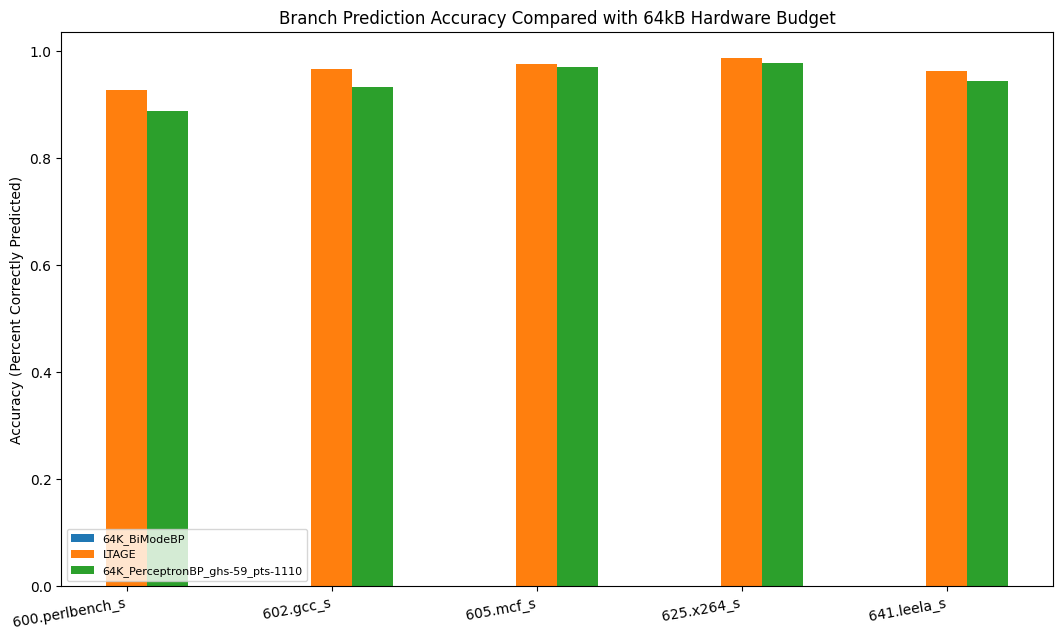 Branch Prediction Accuracy Compared with 64kB Hardware Budget
Accuracy (Percent Correctly Predicted)
1.0
0.8
0.6
0.4
0.2
0.0
64K_BiModeBP
LTAGE
64K_PerceptronBP_ghs-59_pts-1110
600.perlbench_s
602.gcc_s
605.mcf_s
625.x264_s
641.leela_s